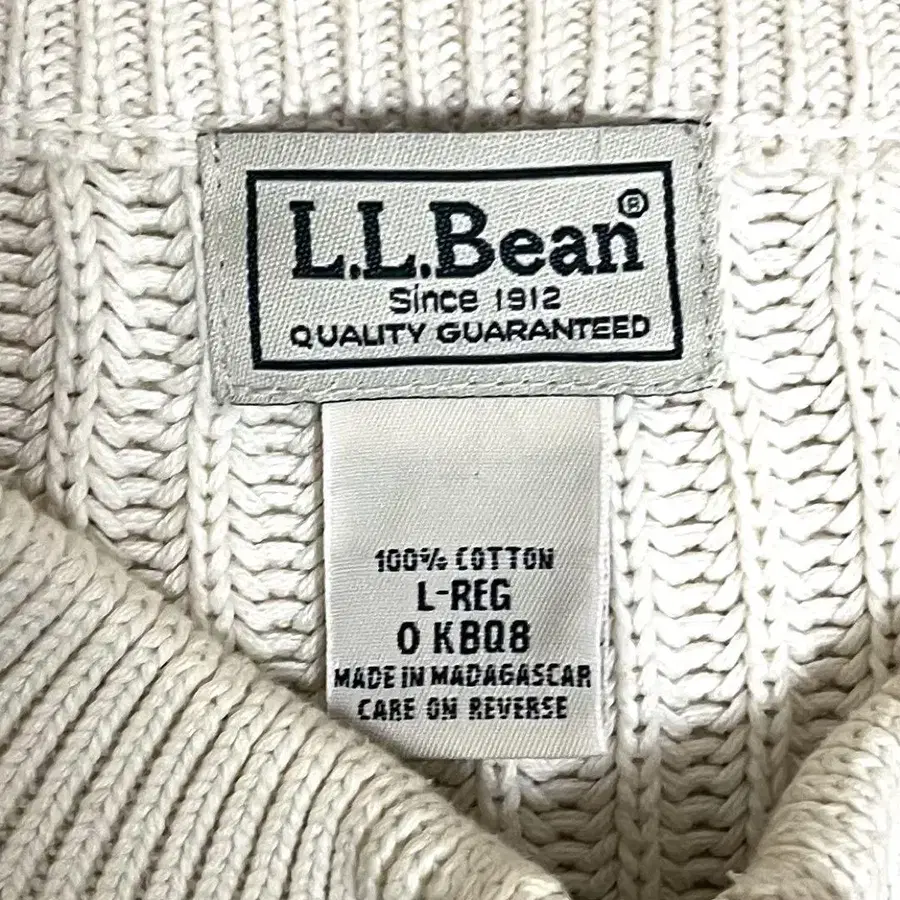 L.L.Bean®
Since 1912
QUALITY GUARANTEED
100% COTTON
L-REG
0 KBQ8
MADE IN MADAGASCAR
CARE ON REVERSE